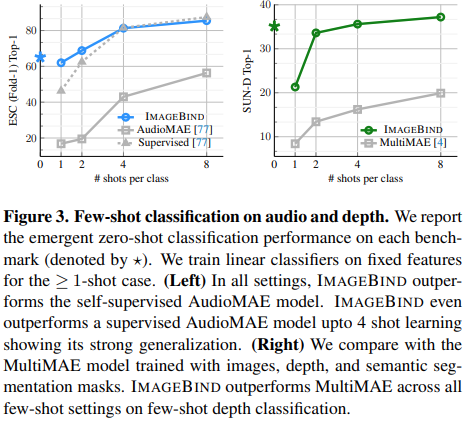 80
60
40
20
ESC (Fold-1) Top-1
IMAGEBIND
AudioMAE [77]
Supervised [77]
0 1 2 4 8
# shots per class
40
30
20
10
SUN-D Top-1
IMAGEBIND
MultiMAE [4]
0 1 2 4 8
# shots per class
Figure 3. Few-shot classification on audio and depth. We report
the emergent zero-shot classification performance on each bench-
mark (denoted by ⋆). We train linear classifiers on fixed features
for the ≥ 1-shot case. (Left) In all settings, IMAGEBIND outper-
forms the self-supervised AudioMAE model. IMAGEBIND even
outperforms a supervised AudioMAE model upto 4 shot learning
showing its strong generalization. (Right) We compare with the
MultiMAE model trained with images, depth, and semantic seg-
mentation masks. IMAGEBIND outperforms MultiMAE across all
few-shot settings on few-shot depth classification.